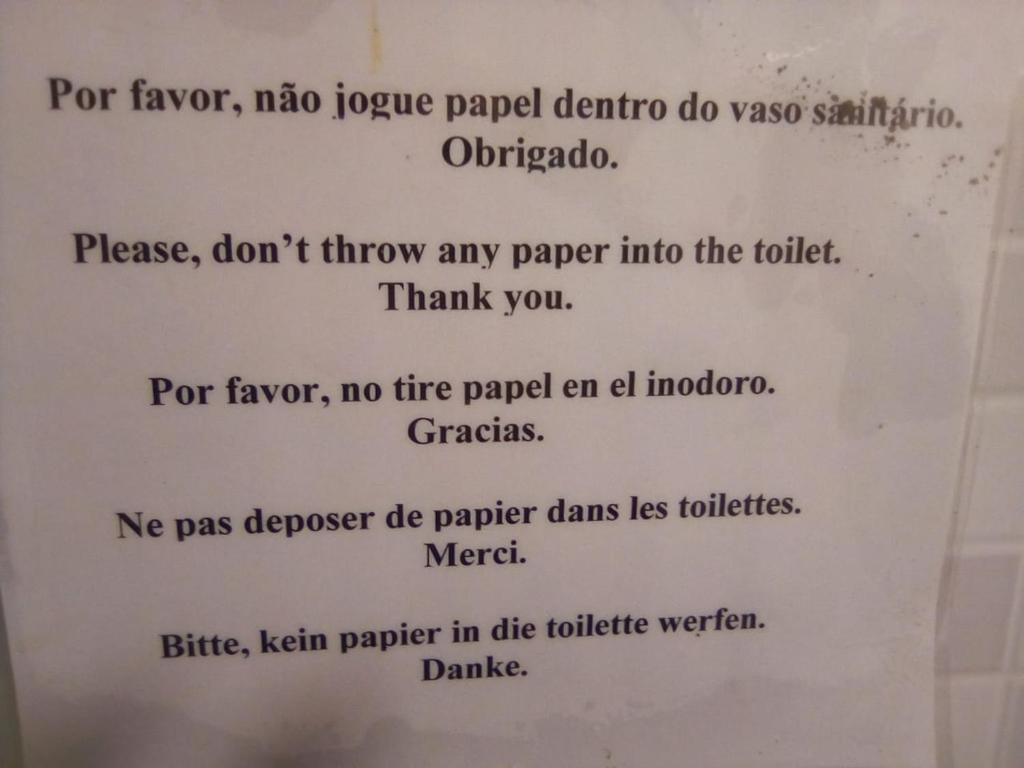 Por favor, não jogue papel dentro do vaso sanitário.
Obrigado.
Please, don't throw any paper into the toilet.
Thank you.
Por favor, no tire papel en el inodoro.
Gracias.
Ne pas deposer de papier dans les toilettes.
Merci.
Bitte, kein papier in die toilette werfen.
Danke.